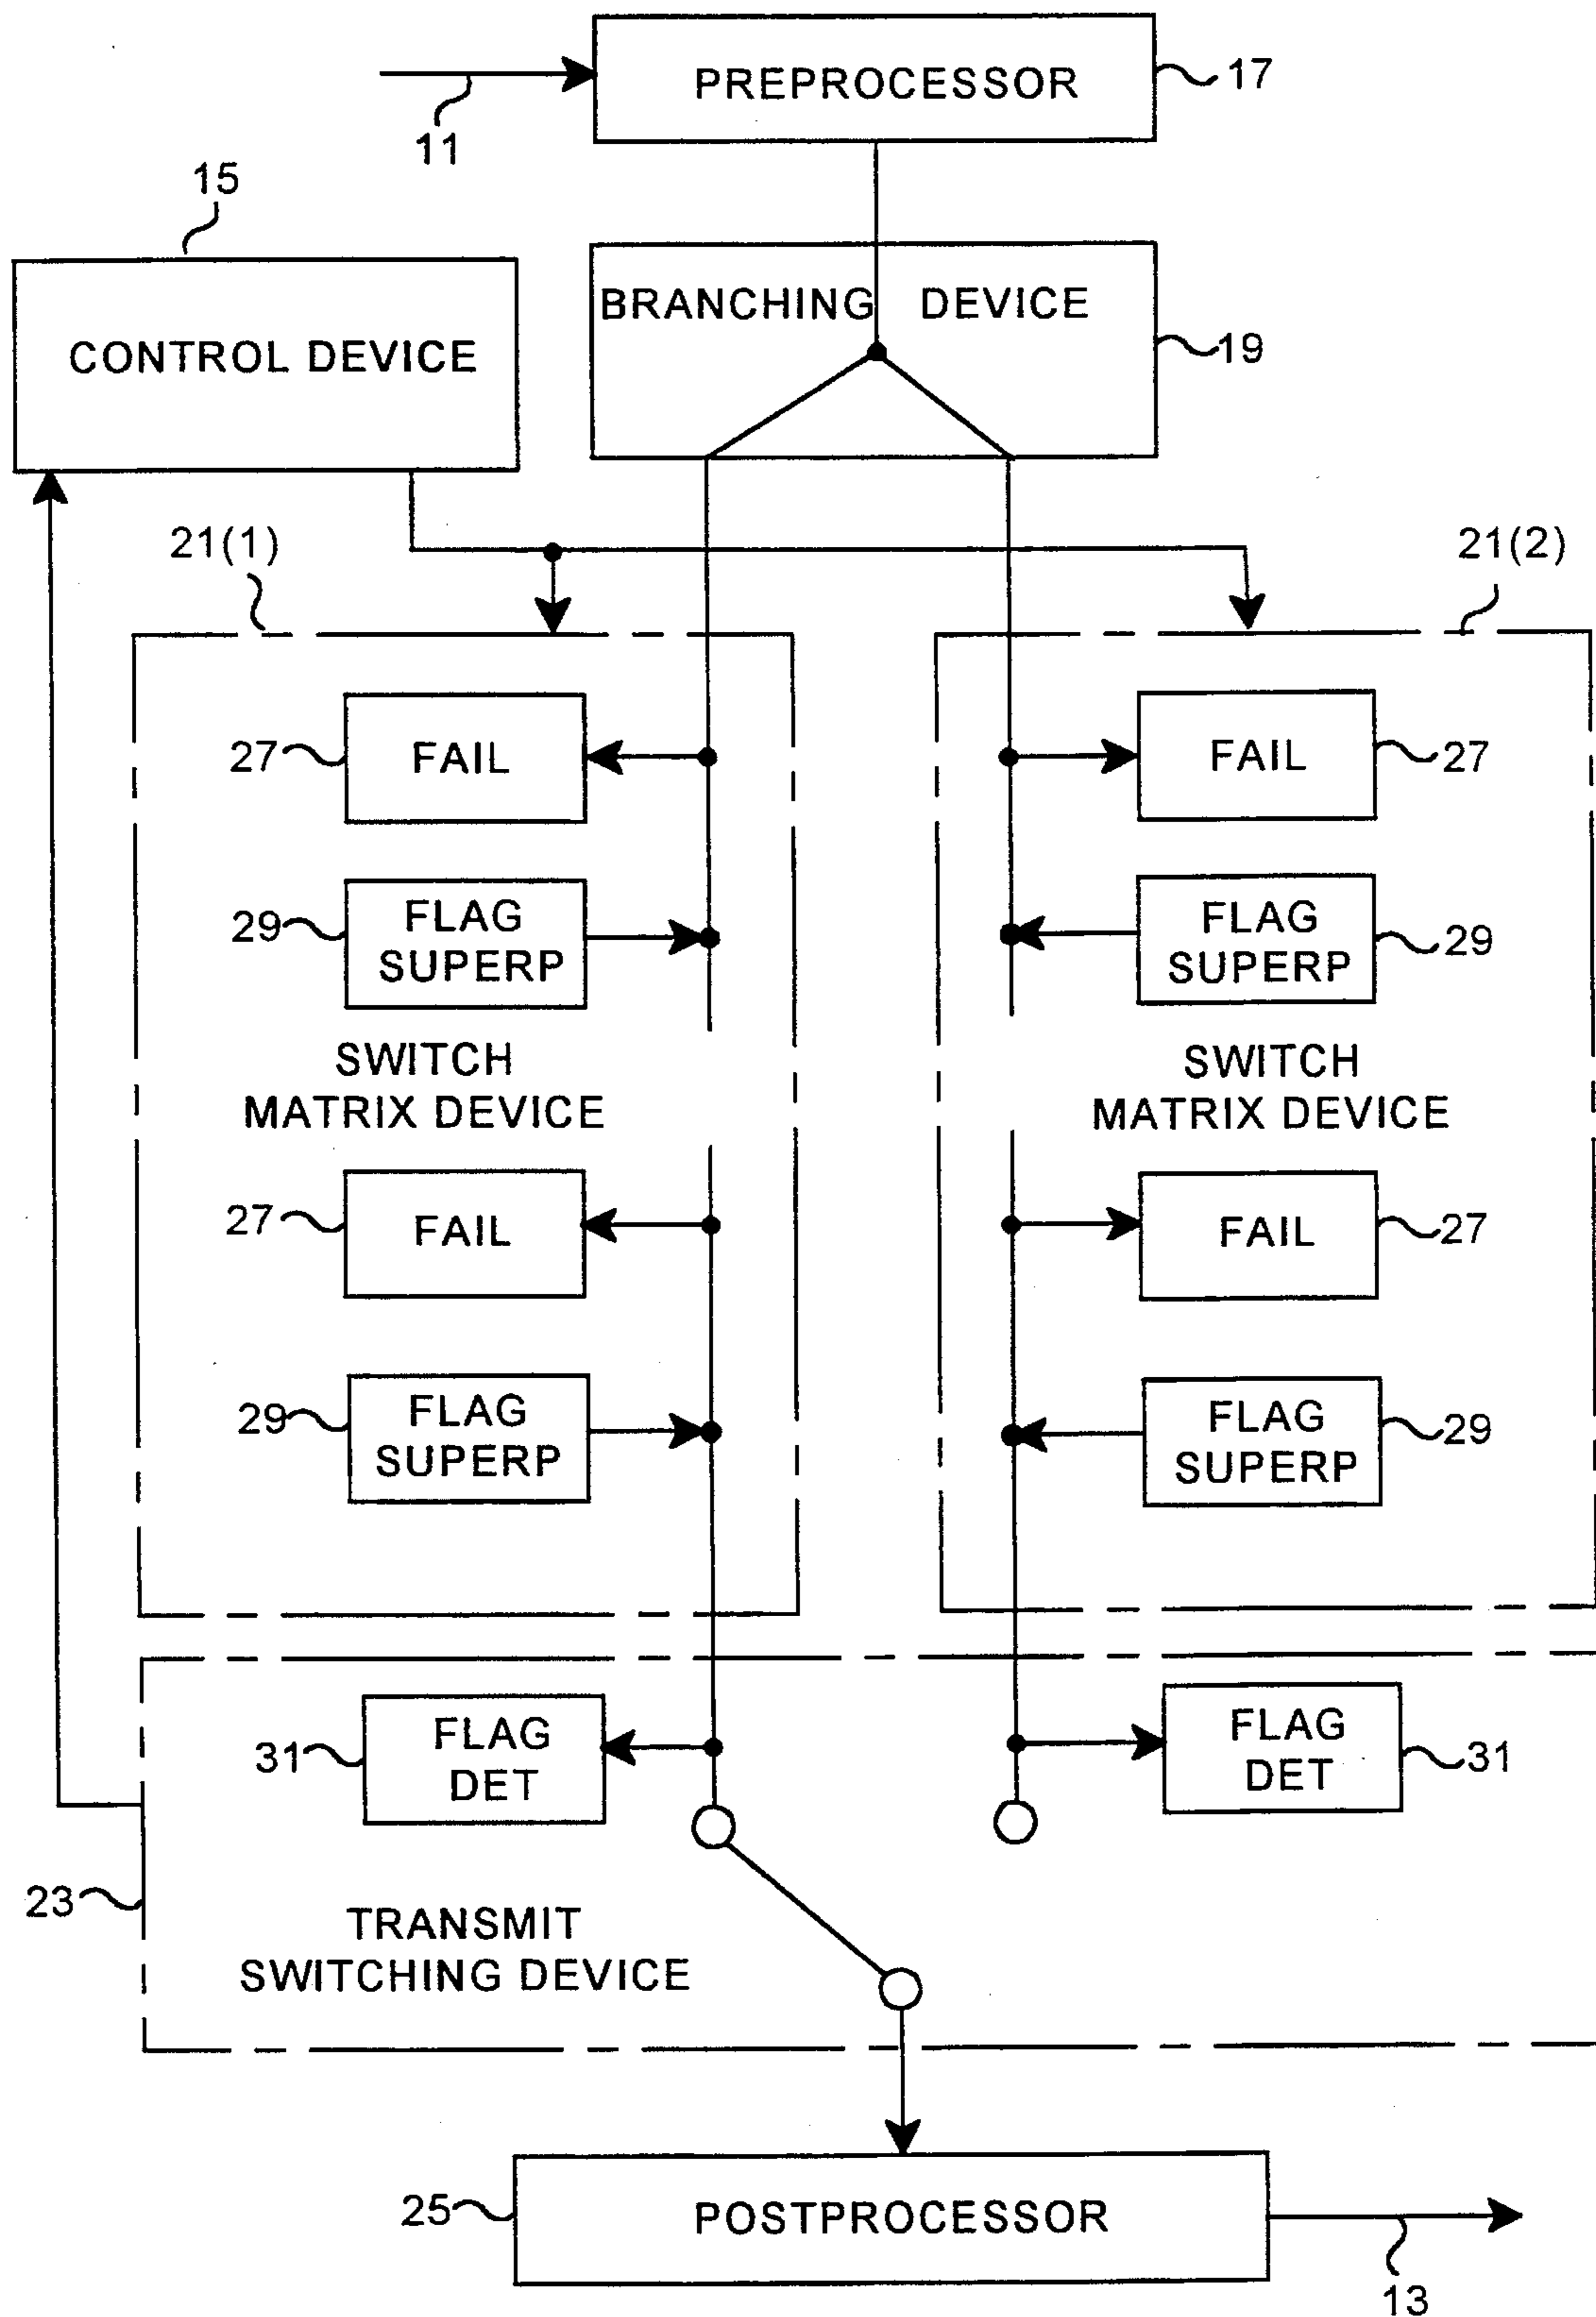 PREPROCESSOR
17
11
15
BRANCHING DEVICE
19
CONTROL DEVICE
21(1)
21(2)
27
FAIL
FAIL
27
29
FLAG
SUPERP
FLAG
SUPERP
29
SWITCH
MATRIX DEVICE
SWITCH
MATRIX DEVICE
27
FAIL
FAIL
27
29
FLAG
SUPERP
FLAG
SUPERP
29
31
FLAG
DET
FLAG
DET
31
23
TRANSMIT
SWITCHING DEVICE
25
POSTPROCESSOR
13